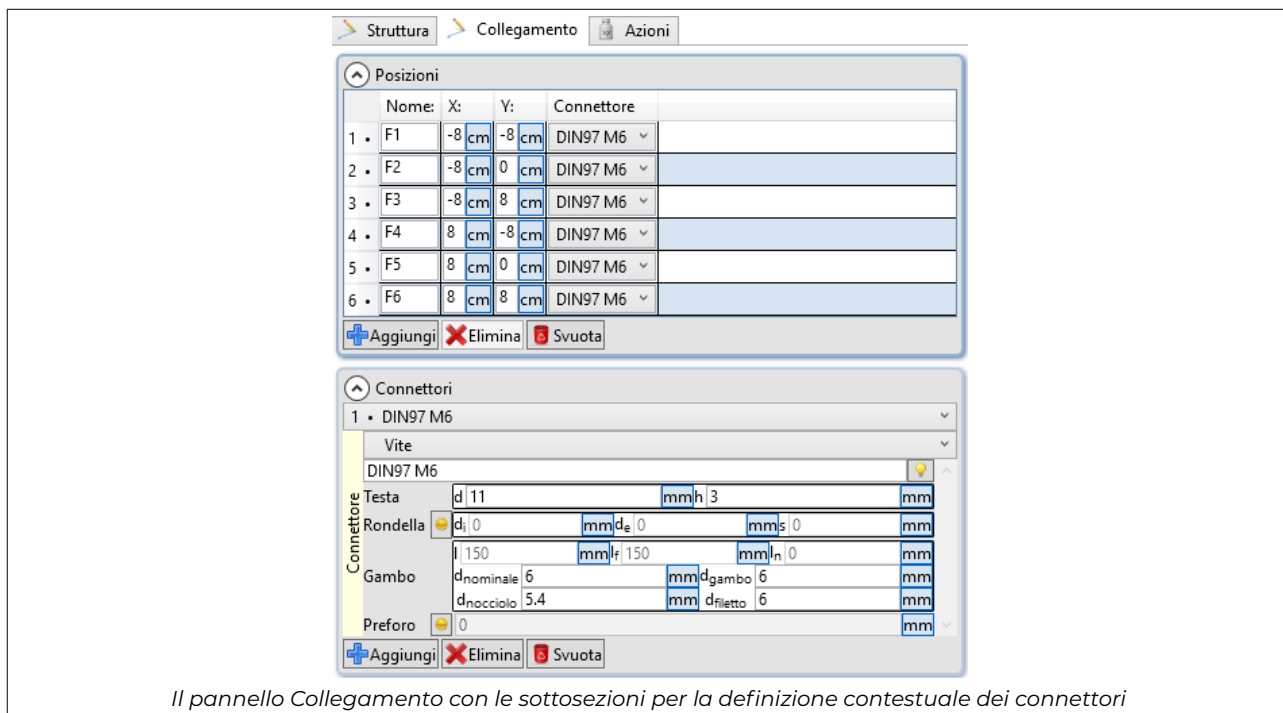 Struttura Collegamento Azioni
Posizioni
Nome: X: Y: Connettore
1 • F1 -8 cm -8 cm DIN97 M6
2 • F2 -8 cm 0 cm DIN97 M6
3 • F3 -8 cm 8 cm DIN97 M6
4 • F4 8 cm -8 cm DIN97 M6
5 • F5 8 cm 0 cm DIN97 M6
6 • F6 8 cm 8 cm DIN97 M6
Aggiungi Elimina Svuota
Connettori
1 • DIN97 M6
Connettore
Vite
DIN97 M6
Testa d 11 mm h 3 mm
Rondella di 0 mm de 0 mm s 0 mm
l 150 mm lf 150 mm ln 0 mm
Gambo dnominale 6 mm dgambo 6 mm
dnocciolo 5.4 mm dfiletto 6 mm
Preforo 0 mm
Aggiungi Elimina Svuota
Il pannello Collegamento con le sottosezioni per la definizione contestuale dei connettori